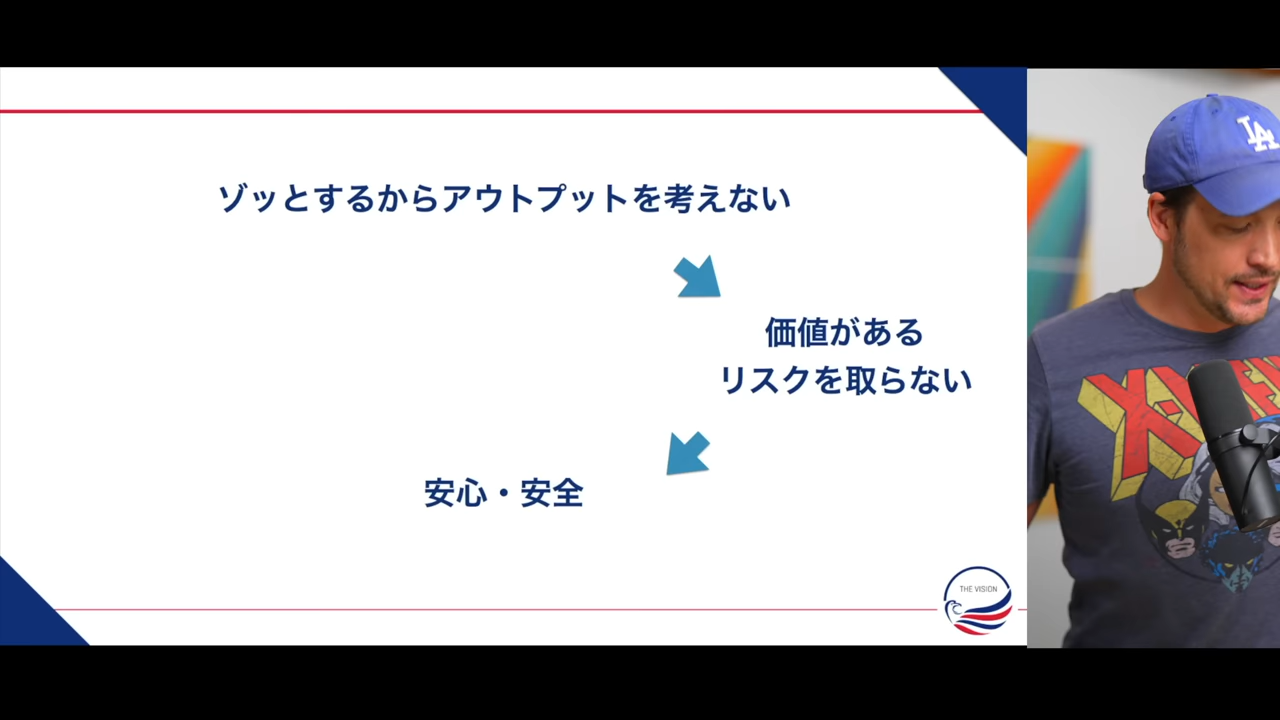 ゾッとするからアウトプットを考えない
価値がある
リスクを取らない
安心・安全
THE VISION
LA
X-MEN